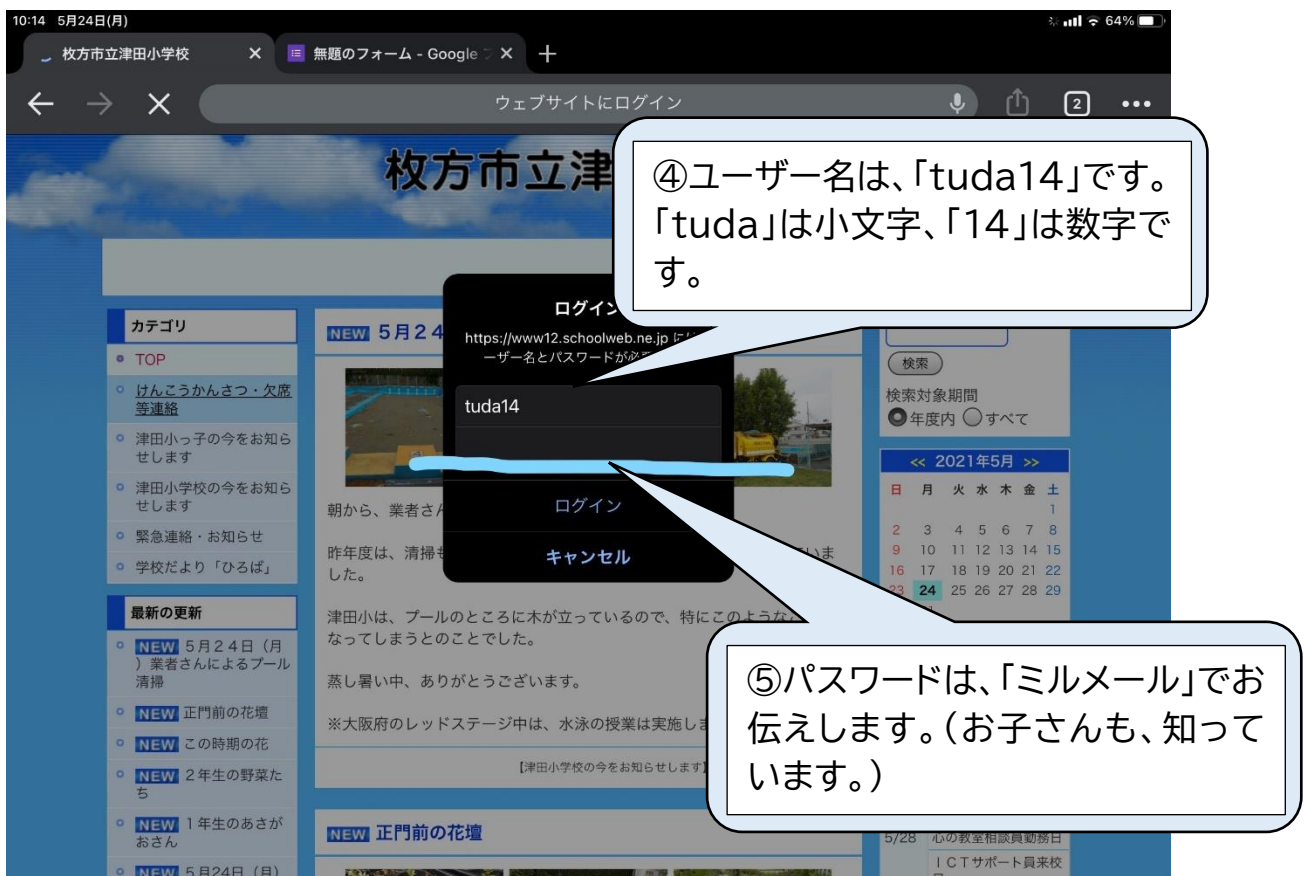 10:14 5月24日(月)
64%
枚方市立津田小学校
無題のフォーム - Google
ウェブサイトにログイン
2
枚方市立津
④ユーザー名は、「tuda14」です。
「tuda」は小文字、「14」は数字で
す。
ログイン
https://www12.schoolweb.ne.jp
ーザー名とパスワードが必
tuda14
ログイン
キャンセル
カテゴリ
TOP
けんこうかんさつ・欠席
等連絡
津田小っ子の今をお知ら
せします
津田小学校の今をお知ら
せします
緊急連絡・お知らせ
学校だより「ひろば」
最新の更新
NEW 5月24日(月
)業者さんによるプール
清掃
NEW 正門前の花壇
NEW この時期の花
NEW 2年生の野菜た
ち
NEW 1年生のあさが
おさん
NEW 5月24日(月)
NEW 5月24
朝から、業者さん
昨年度は、清掃も
いま
した。
津田小は、プールのところに木が立っているので、特にこのような
なってしまうとのことでした。
蒸し暑い中、ありがとうございます。
※大阪府のレッドステージ中は、水泳の授業は実施しま
【津田小学校の今をお知らせします】
NEW 正門前の花壇
検索
検索対象期間
年度内 すべて
<< 2021年5月 >>
日 月 火 水 木 金 土
1
2 3 4 5 6 7 8
9 10 11 12 13 14 15
16 17 18 19 20 21 22
23 24 25 26 27 28 29
⑤パスワードは、「ミルメール」でお
伝えします。(お子さんも、知って
います。)
5/28 心の教室相談員勤務日
ICTサポート員来校